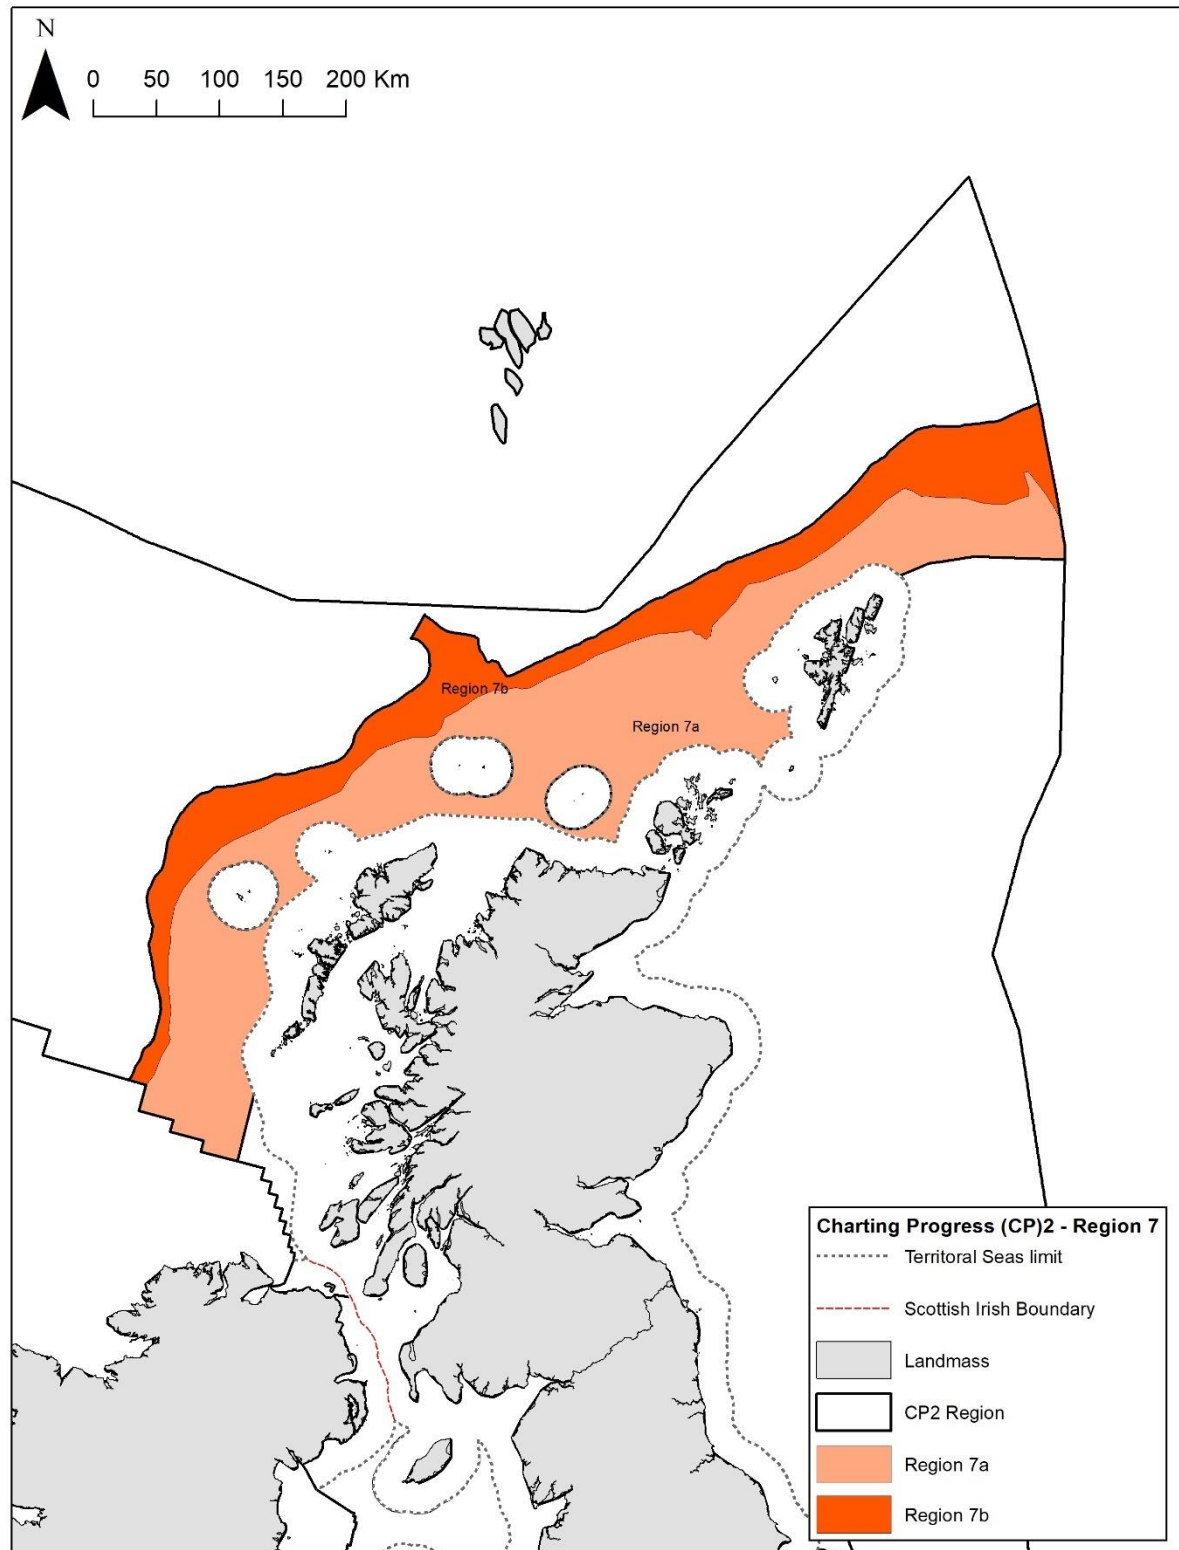 N
0 50 100 150 200 Km
Region 7b
Region 7a
Charting Progress (CP)2 - Region 7
Territoral Seas limit
Scottish Irish Boundary
Landmass
CP2 Region
Region 7a
Region 7b